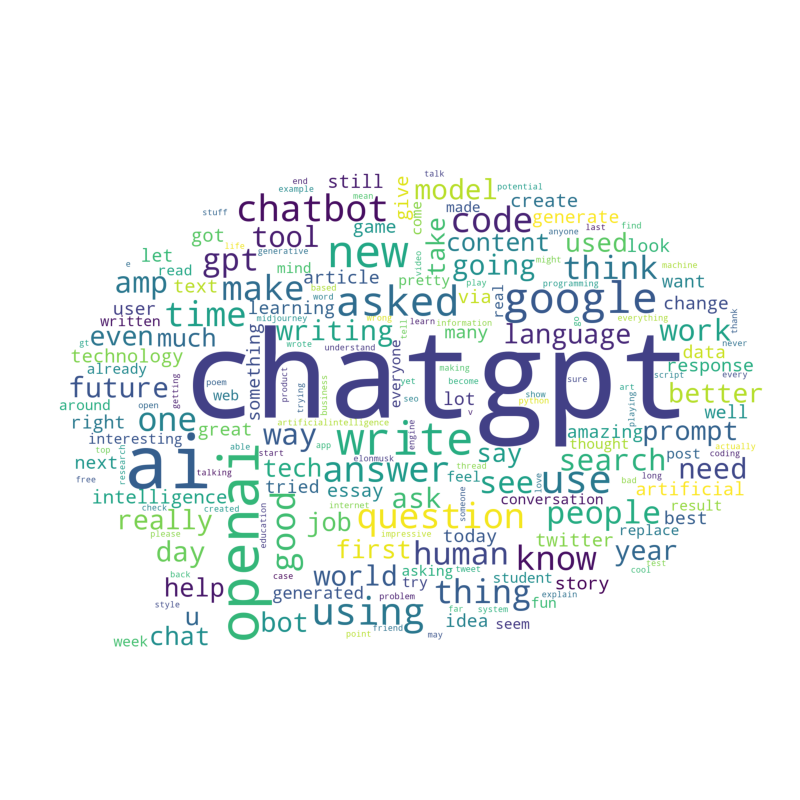 end
talk
example
mean
still
potential
stuff
chatbot
give
come
model
made
create
anyone
got
tool
game
take
code
generate
last
find
life
generative
content
used
look
let
gpt
mind
video
going
might
think
machine
e
read
new
pretty
play
programming
amp
text
make
article
based
asked
via
real
google
want
user
learning
word
go
change
written
time
midjourney
tell
learn
information
everything
thank
gt
even
much
writing
wrote
many
language
work
never
technology
something
understand
everyone
chatgpt
data
already
making
response
getting
future
web
poem
product
trying
business
yet
become
lot
sure
art
script
every
around
open
seo
v
show
python
playing
better
right
one
great
artificialintelligence
engine
amazing
well
interesting
able
app
way
write
thought
prompt
actually
top
next
research
ai
talking
start
elonmusk
say
post
coding
free
openai
tech
answer
thread
feel
search
bad
long
need
tried
love
see
use
intelligence
essay
ask
someone
conversation
artificial
check
created
good
internet
result
really
education
job
question
people
best
please
impressive
replace
test
day
first
today
twitter
cool
back
human
know
year
help
case
world
asking
tweet
try
student
story
explain
style
generated
problem
thing
fun
u
using
far
system
idea
seem
week
chat
bot
point
friend
may